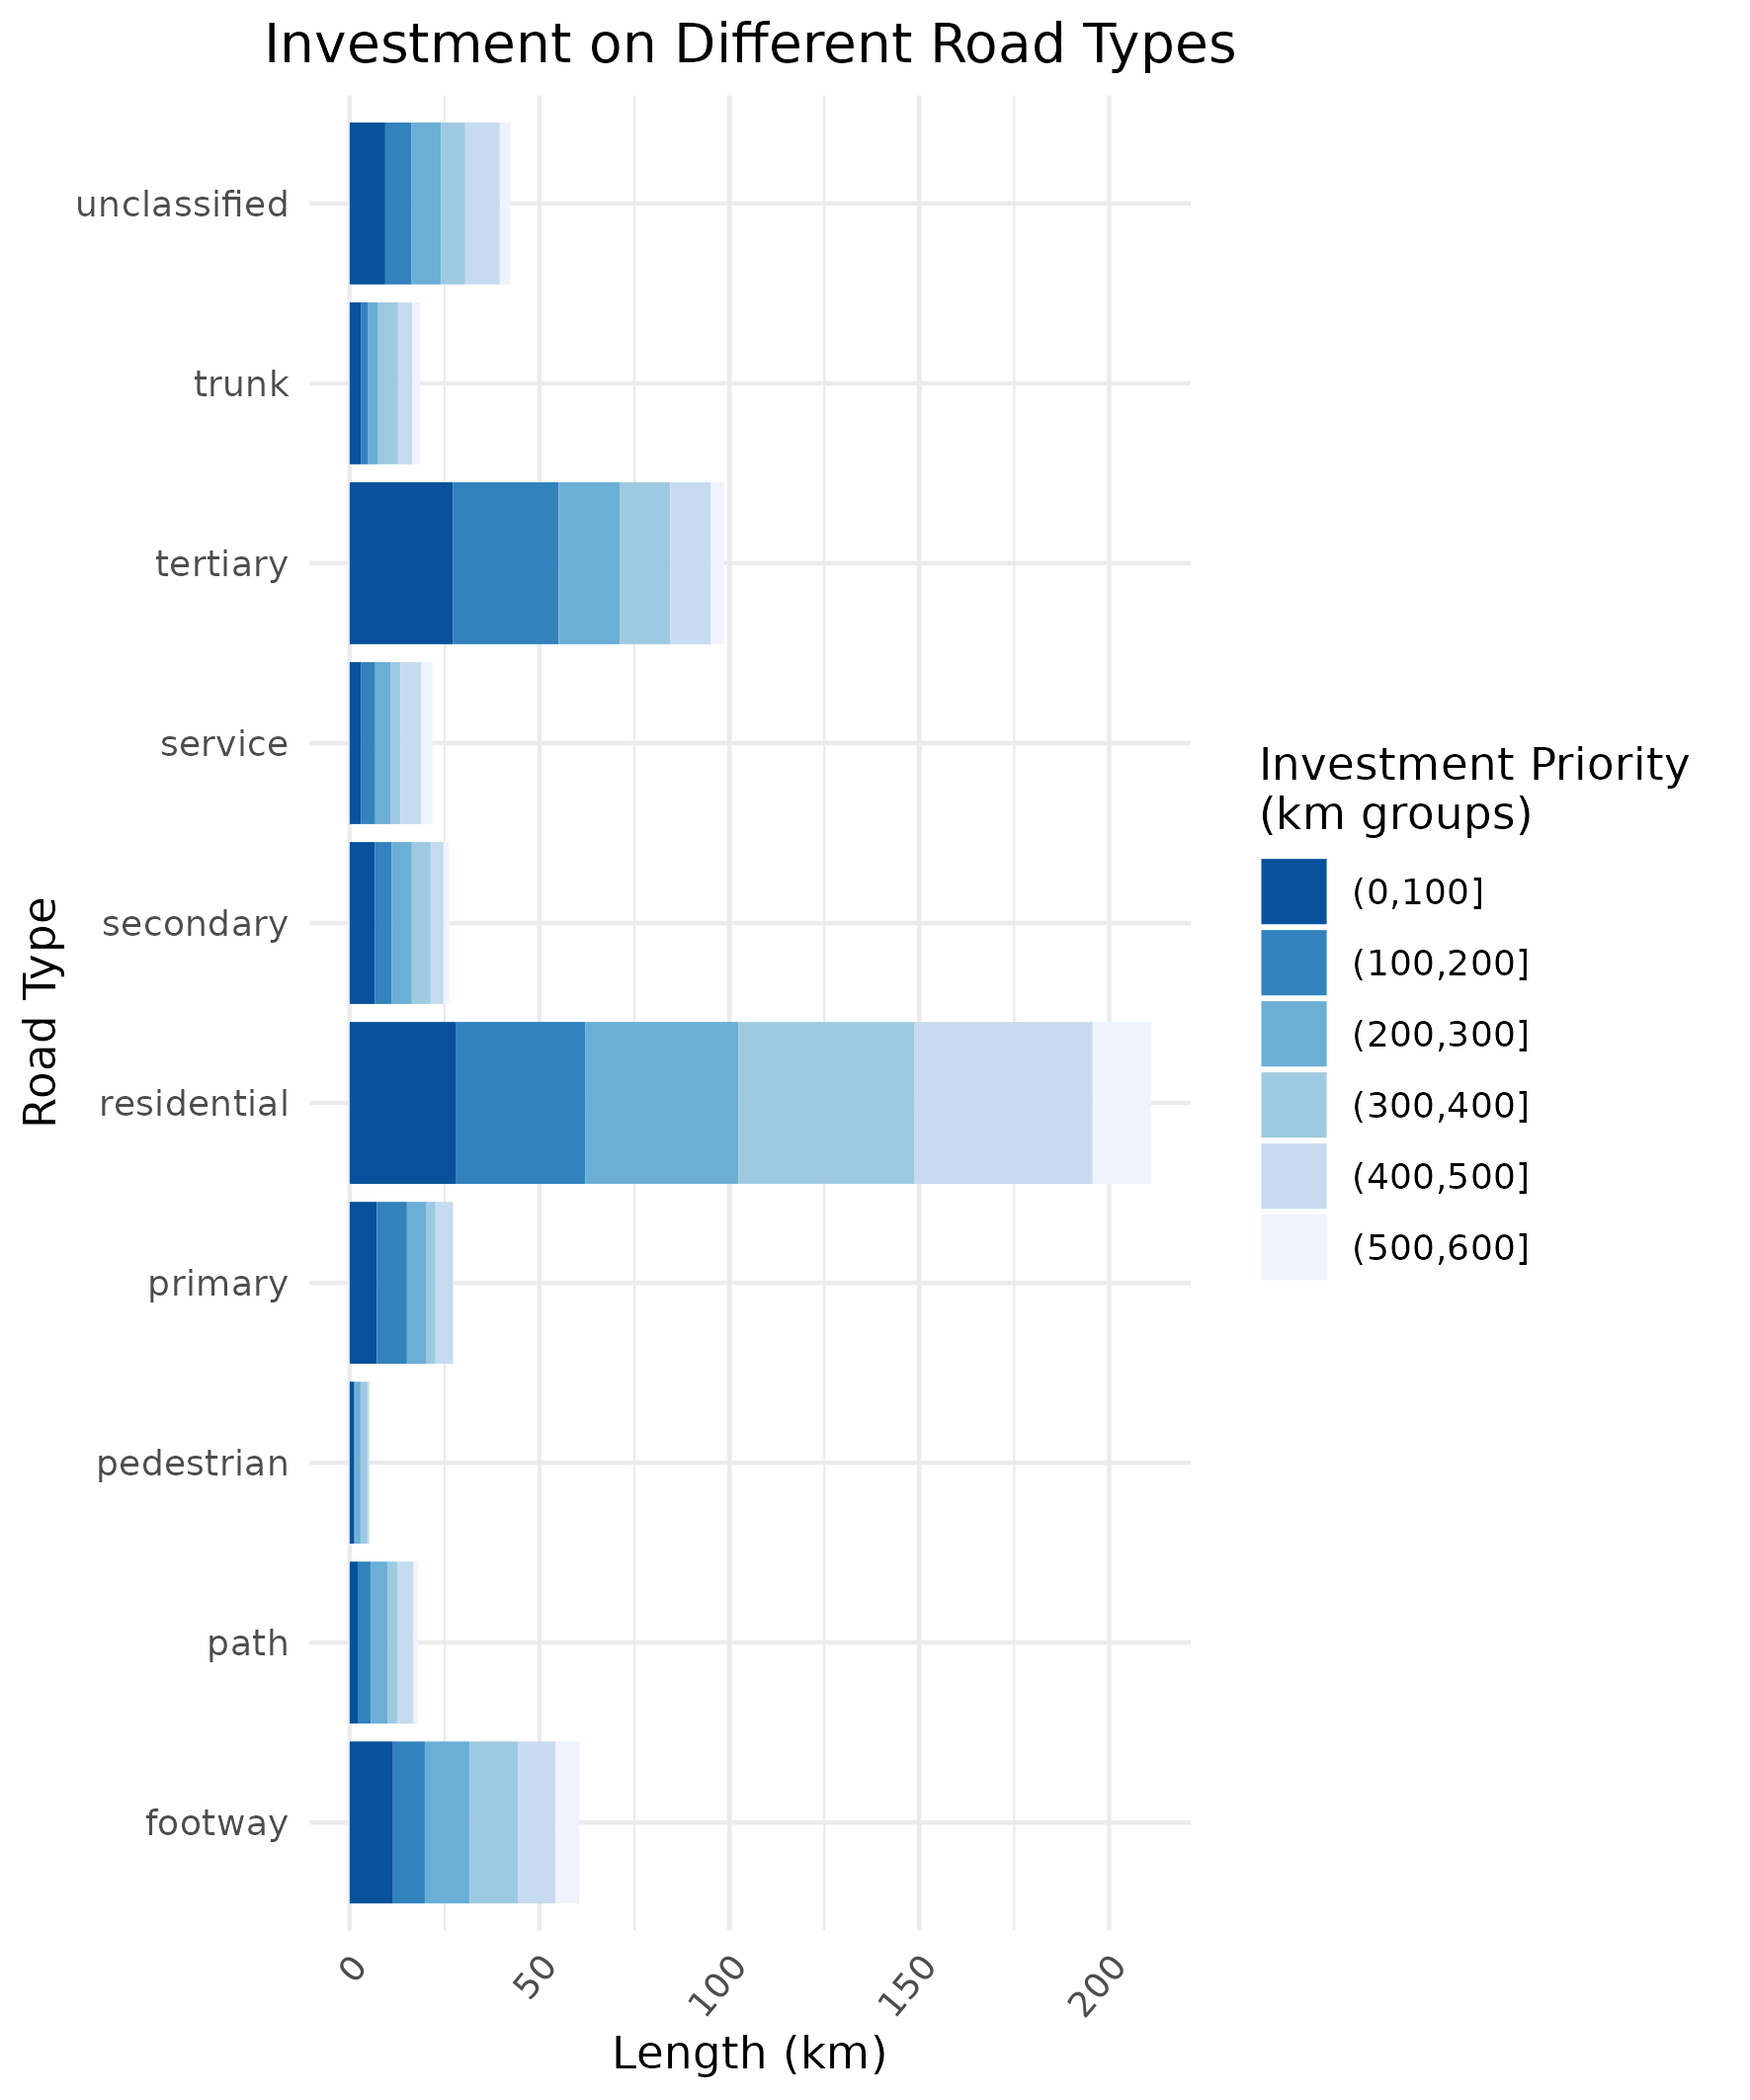 Investment on Different Road Types
Road Type
unclassified
trunk
tertiary
service
secondary
residential
primary
pedestrian
path
footway
0
50
100
150
200
Length (km)
Investment Priority
(km groups)
(0,100]
(100,200]
(200,300]
(300,400]
(400,500]
(500,600]